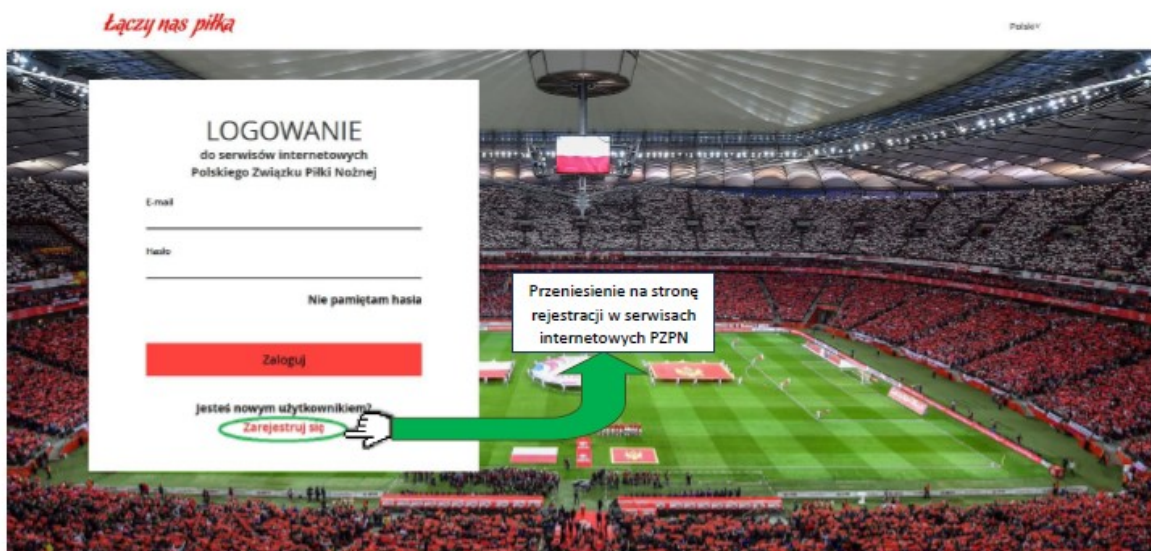 Łączy nas piłka
Polski
LOGOWANIE
do serwisów internetowych
Polskiego Związku Piłki Nożnej
E-mail
Hasło
Nie pamiętam hasła
Zaloguj
Jesteś nowym użytkownikiem?
Zarejestruj się
Przeniesienie na stronę
rejestracji w serwisach
internetowych PZPN